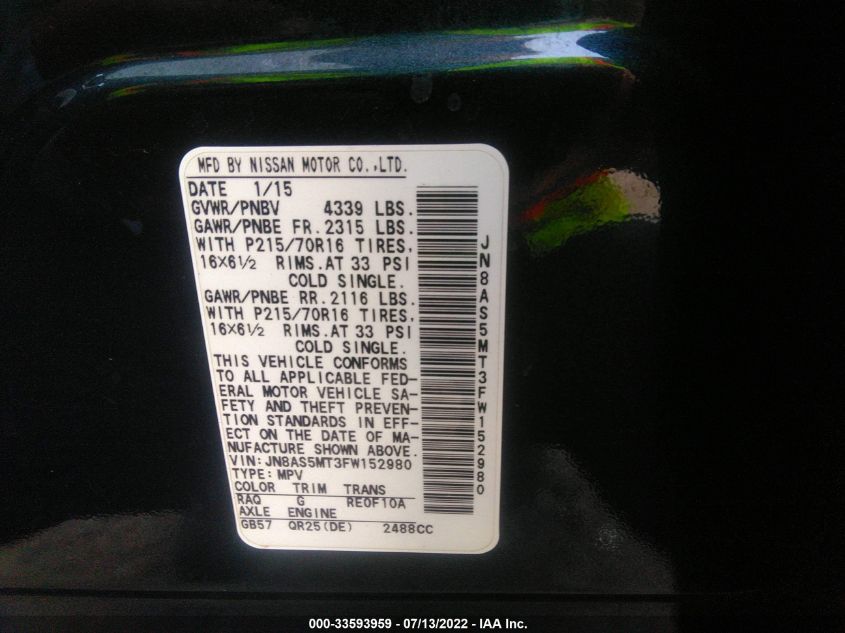 MFD BY NISSAN MOTOR CO.,LTD.
DATE 1/15
GVWR/PNBV 4339 LBS.
GAWR/PNBE FR. 2315 LBS.
WITH P215/70R16 TIRES,
16X6½ RIMS.AT 33 PSI
COLD SINGLE.
GAWR/PNBE RR. 2116 LBS.
WITH P215/70R16 TIRES,
16X6½ RIMS.AT 33 PSI
COLD SINGLE.
THIS VEHICLE CONFORMS
TO ALL APPLICABLE FED-
ERAL MOTOR VEHICLE SA-
FETY AND THEFT PREVEN-
TION STANDARDS IN EFF-
ECT ON THE DATE OF MA-
NUFACTURE SHOWN ABOVE.
VIN:JN8AS5MT3FW152980
TYPE: MPV
COLOR TRIM TRANS
RAQ G RE0F10A
AXLE ENGINE
GB57 QR25(DE) 2488CC
JN8AS5MT3FW152980
000-33593959 - 07/13/2022 - IAA Inc.